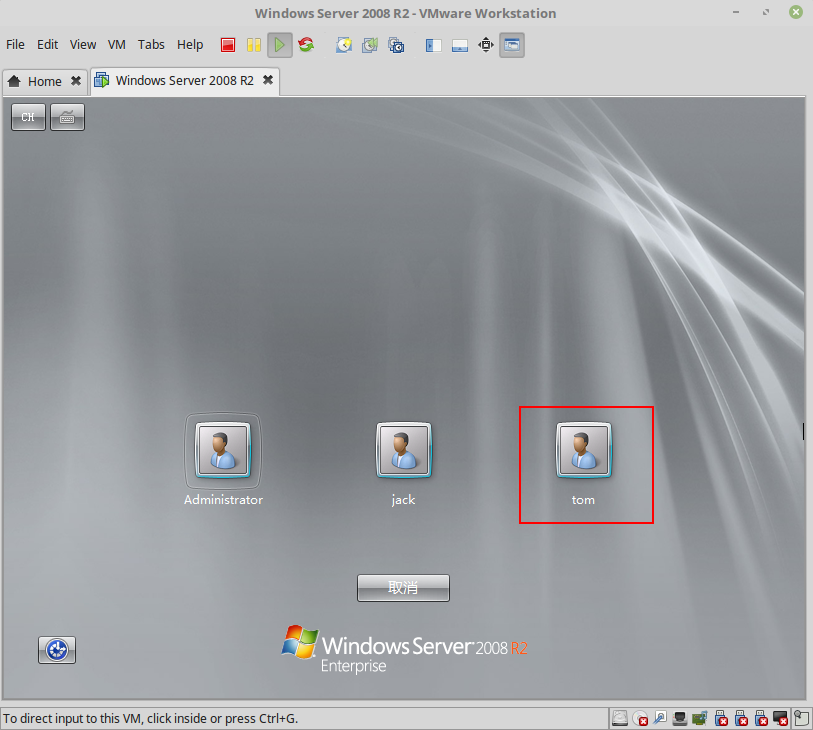 Windows Server 2008 R2 - VMware Workstation
File Edit View VM Tabs Help
Home Windows Server 2008 R2
CH
Administrator jack tom
取消
Windows Server 2008 R2
Enterprise
To direct input to this VM, click inside or press Ctrl+G.